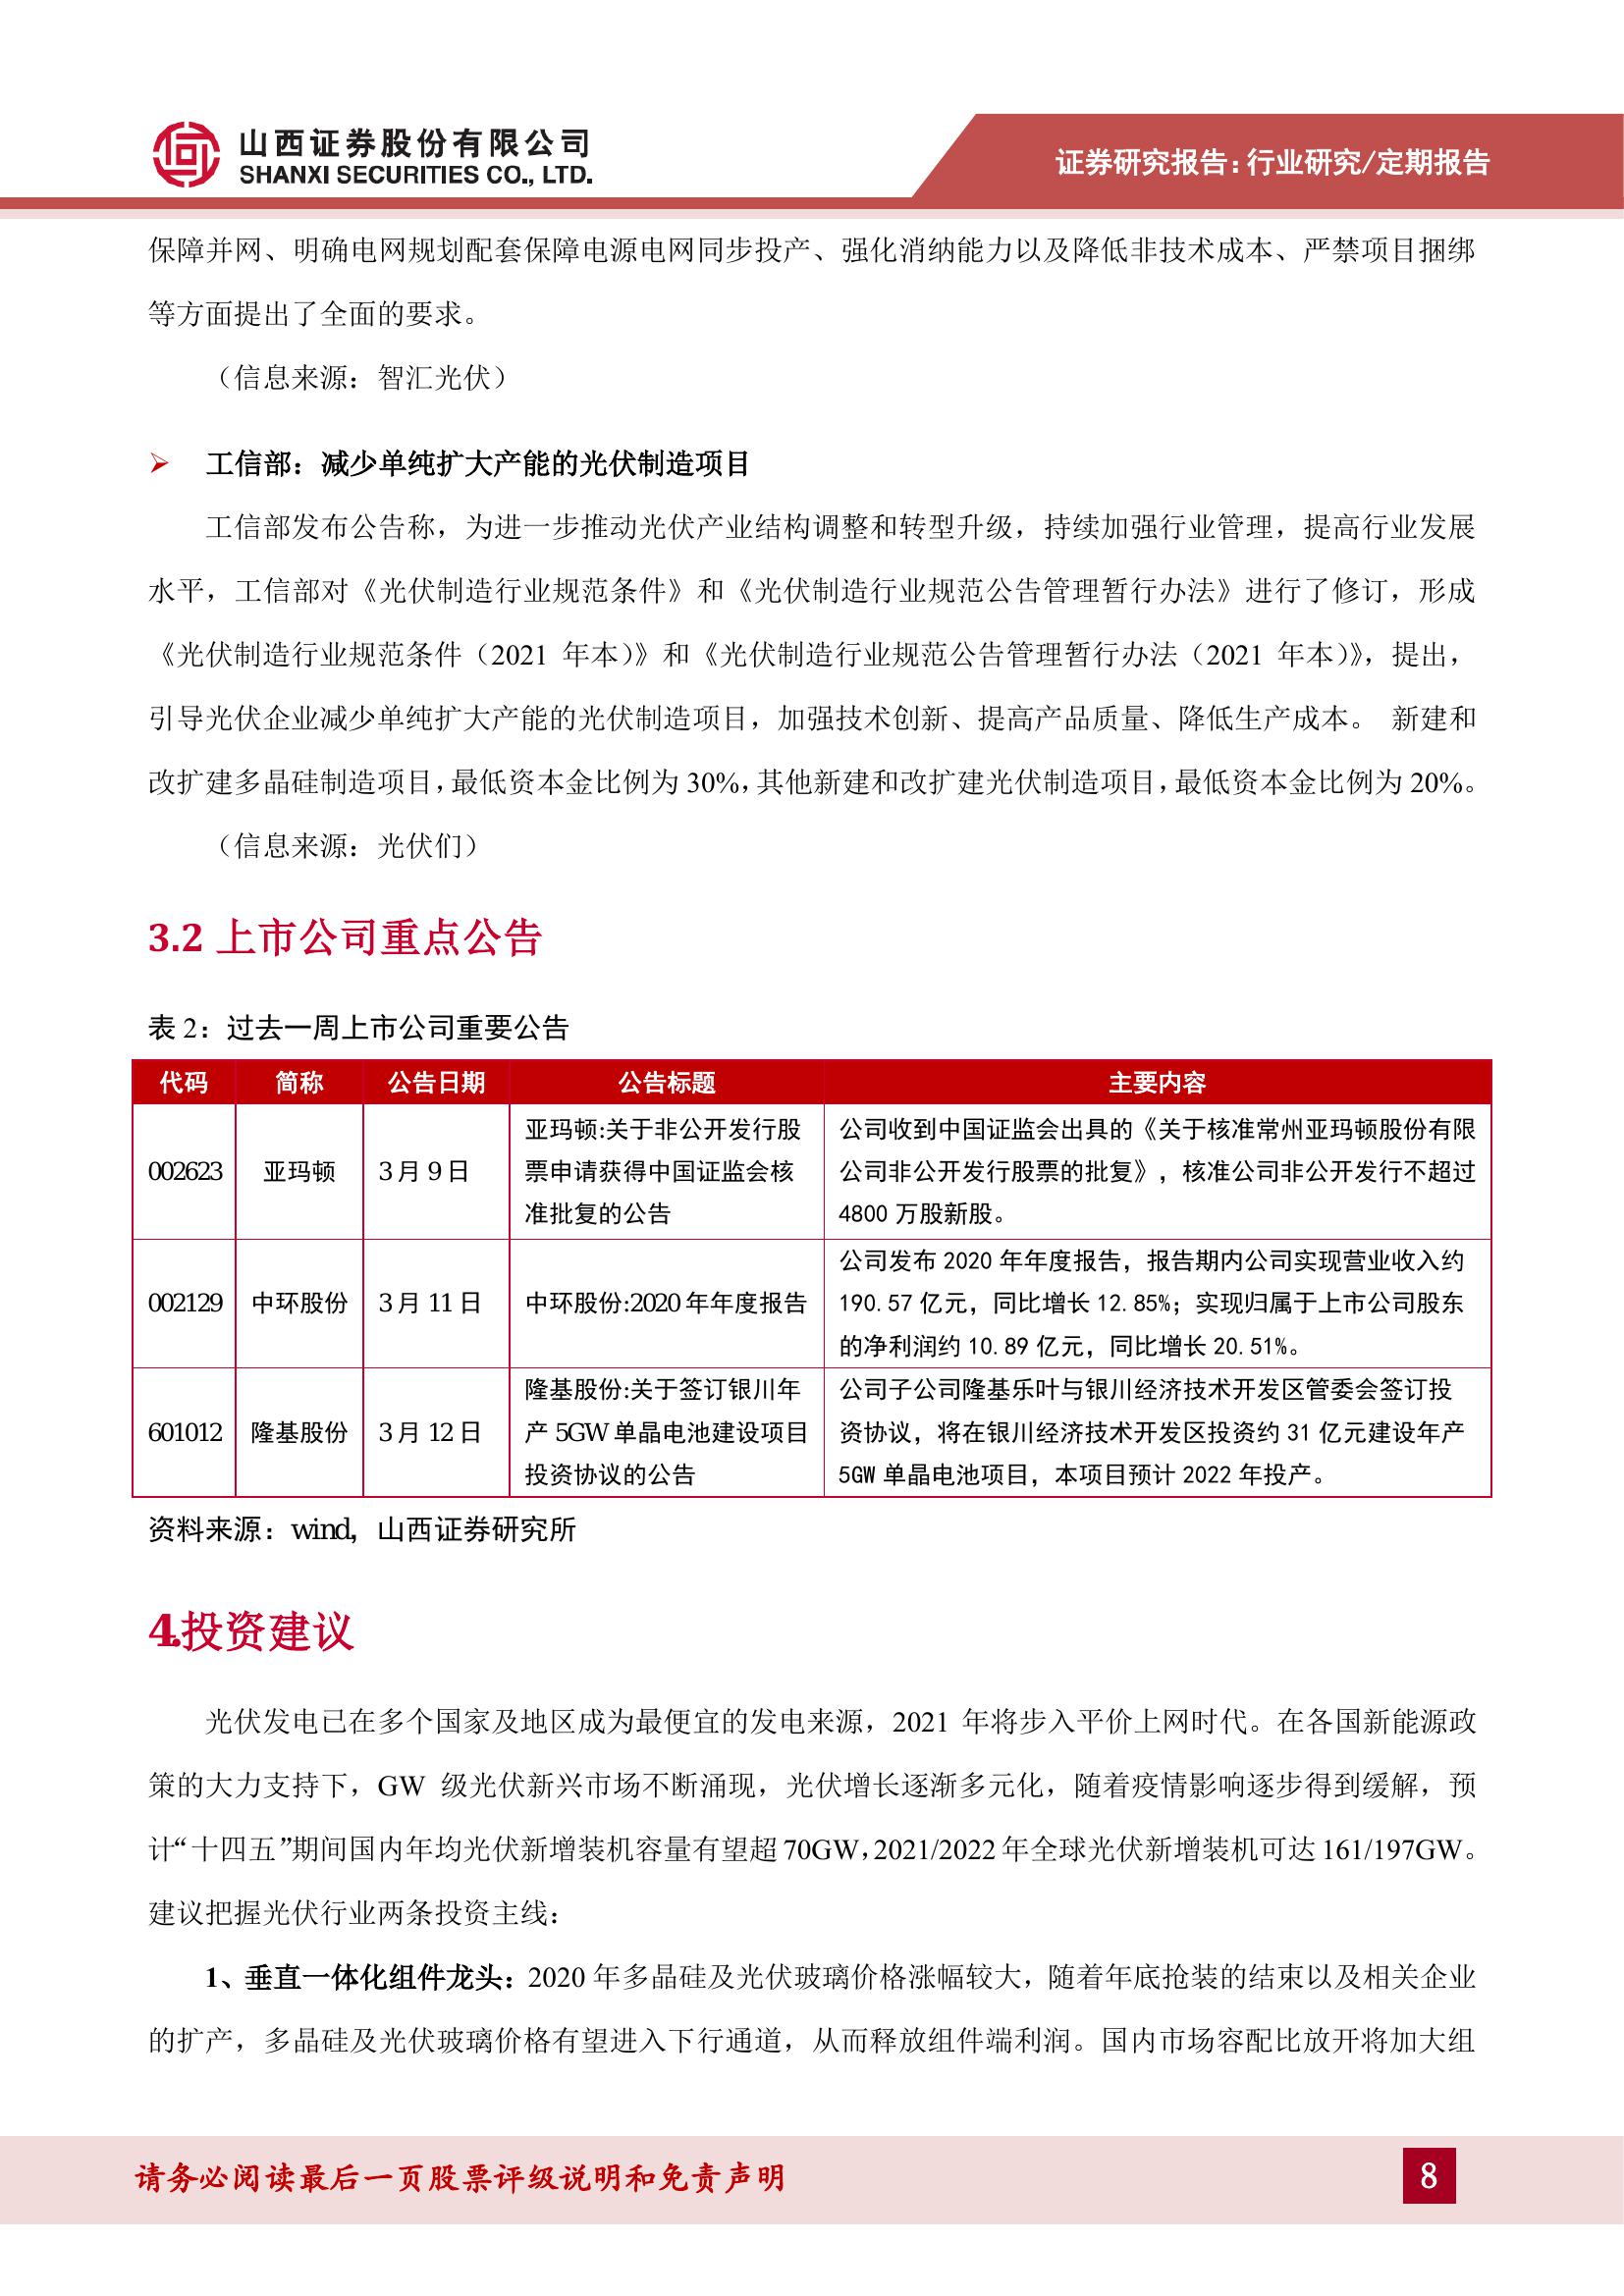 山西证券股份有限公司
SHANXI SECURITIES CO., LTD.
证券研究报告：行业研究/定期报告
保障并网、明确电网规划配套保障电源电网同步投产、强化消纳能力以及降低非技术成本、严禁项目捆绑
等方面提出了全面的要求。
（信息来源：智汇光伏）
➢ 工信部：减少单纯扩大产能的光伏制造项目
工信部发布公告称，为进一步推动光伏产业结构调整和转型升级，持续加强行业管理，提高行业发展
水平，工信部对《光伏制造行业规范条件》和《光伏制造行业规范公告管理暂行办法》进行了修订，形成
《光伏制造行业规范条件（2021 年本）》和《光伏制造行业规范公告管理暂行办法（2021 年本）》，提出，
引导光伏企业减少单纯扩大产能的光伏制造项目，加强技术创新、提高产品质量、降低生产成本。 新建和
改扩建多晶硅制造项目，最低资本金比例为 30%，其他新建和改扩建光伏制造项目，最低资本金比例为 20%。
（信息来源：光伏们）
3.2 上市公司重点公告
表 2：过去一周上市公司重要公告
代码 简称 公告日期 公告标题 主要内容
002623 亚玛顿 3 月 9 日
亚玛顿:关于非公开发行股
票申请获得中国证监会核
准批复的公告
公司收到中国证监会出具的《关于核准常州亚玛顿股份有限
公司非公开发行股票的批复》，核准公司非公开发行不超过
4800 万股新股。
002129 中环股份 3 月 11 日 中环股份:2020 年年度报告
公司发布 2020 年年度报告，报告期内公司实现营业收入约
190.57 亿元，同比增长 12.85%；实现归属于上市公司股东
的净利润约 10.89 亿元，同比增长 20.51%。
601012 隆基股份 3 月 12 日
隆基股份:关于签订银川年
产 5GW 单晶电池建设项目
投资协议的公告
公司子公司隆基乐叶与银川经济技术开发区管委会签订投
资协议，将在银川经济技术开发区投资约 31 亿元建设年产
5GW 单晶电池项目，本项目预计 2022 年投产。
资料来源：wind，山西证券研究所
4.投资建议
光伏发电已在多个国家及地区成为最便宜的发电来源，2021 年将步入平价上网时代。在各国新能源政
策的大力支持下，GW 级光伏新兴市场不断涌现，光伏增长逐渐多元化，随着疫情影响逐步得到缓解，预
计“十四五”期间国内年均光伏新增装机容量有望超 70GW，2021/2022 年全球光伏新增装机可达 161/197GW。
建议把握光伏行业两条投资主线：
1、垂直一体化组件龙头：2020 年多晶硅及光伏玻璃价格涨幅较大，随着年底抢装的结束以及相关企业
的扩产，多晶硅及光伏玻璃价格有望进入下行通道，从而释放组件端利润。国内市场容配比放开将加大组
请务必阅读最后一页股票评级说明和免责声明
8